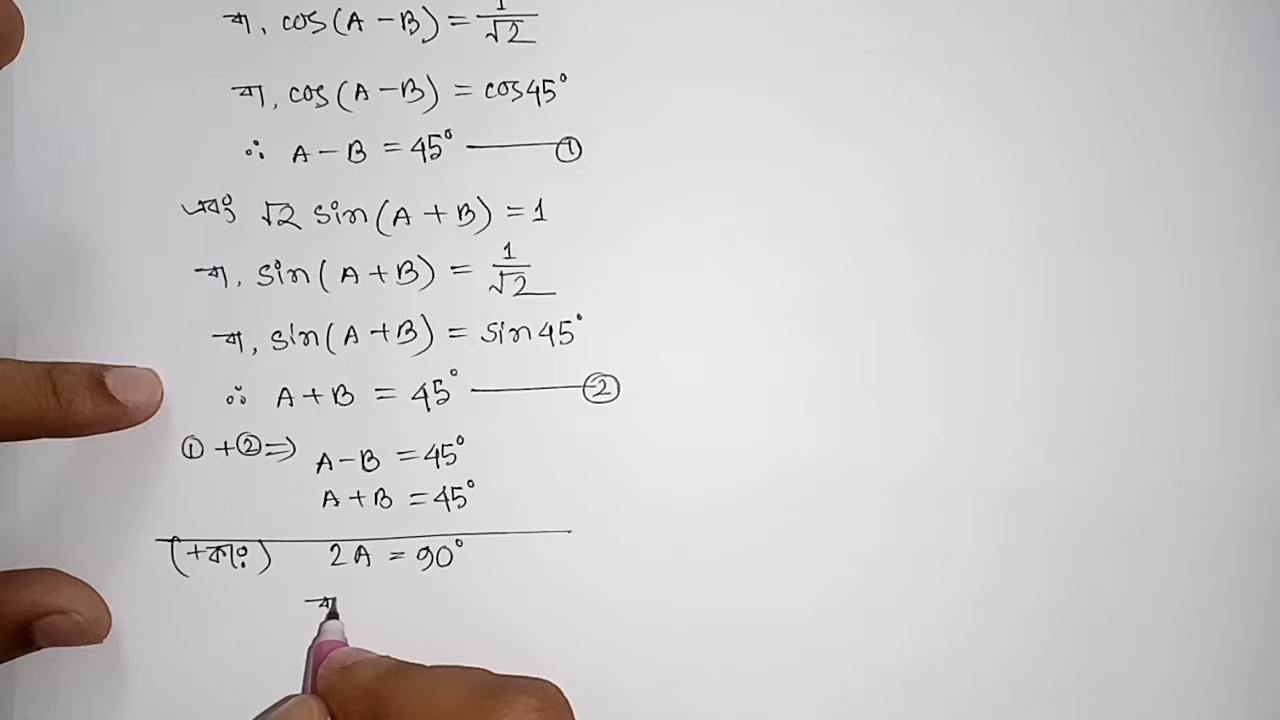 বা, cos(A − B) = 1/√2
বা, cos(A − B) = cos45°
∴ A − B = 45° ——— ①
এবং √2 sin(A + B) = 1
বা, sin(A + B) = 1/√2
বা, sin(A + B) = sin45°
∴ A + B = 45° ——— ②
① + ② ⇒ A − B = 45°
A + B = 45°
(+কঃ) 2A = 90°
বা